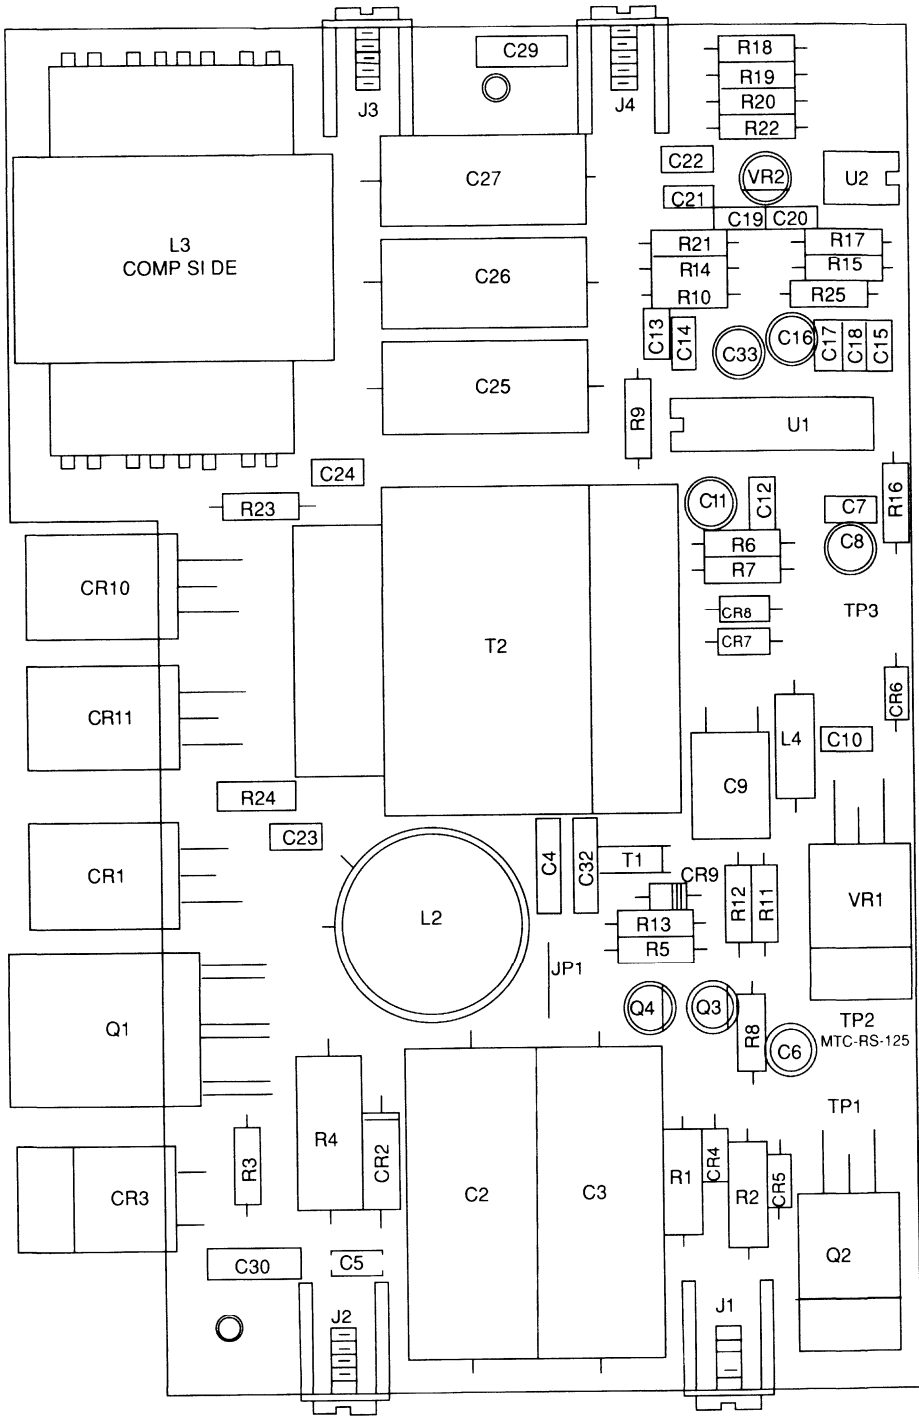 C29
R18
R19
R20
R22
J3
J4
C27
C22
VR2
U2
C21
C19
C20
L3
COMP SI DE
R21
R17
R14
R15
C26
R10
R25
C13
C14
C33
C16
C17
C18
C15
C25
R9
U1
C24
R23
C11
C12
C7
R16
C8
R6
R7
CR10
CR8
TP3
CR7
T2
CR11
CR6
L4
C10
C9
R24
C23
C4
C32
T1
CR1
CR9
R12
R11
VR1
L2
R13
R5
JP1
Q1
Q4
Q3
R8
TP2
MTC-RS-125
C6
TP1
R4
R3
CR2
CR3
C2
C3
R1
CR4
R2
CR5
Q2
C30
C5
J2
J1